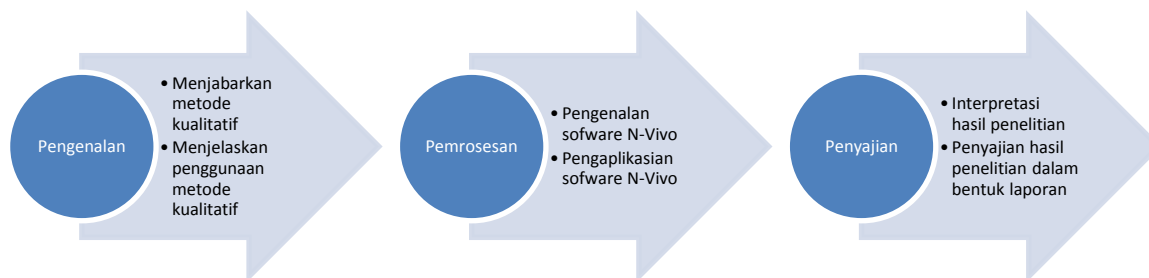 Pengenalan
• Menjabarkan
metode
kualitatif
• Menjelaskan
penggunaan
metode
kualitatif
Pemrosesan
• Pengenalan
sofware N-Vivo
• Pengaplikasian
sofware N-Vivo
Penyajian
• Interpretasi
hasil penelitian
• Penyajian hasil
penelitian dalam
bentuk laporan